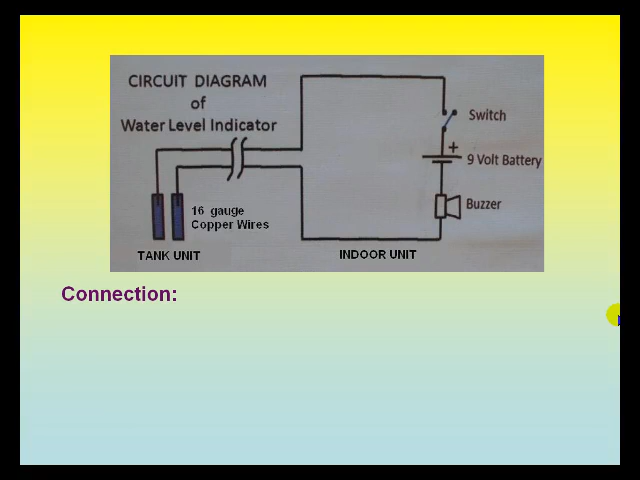 CIRCUIT DIAGRAM
of
Water Level Indicator
Switch
+
9 Volt Battery
Buzzer
16 gauge
Copper Wires
TANK UNIT
INDOOR UNIT
Connection: